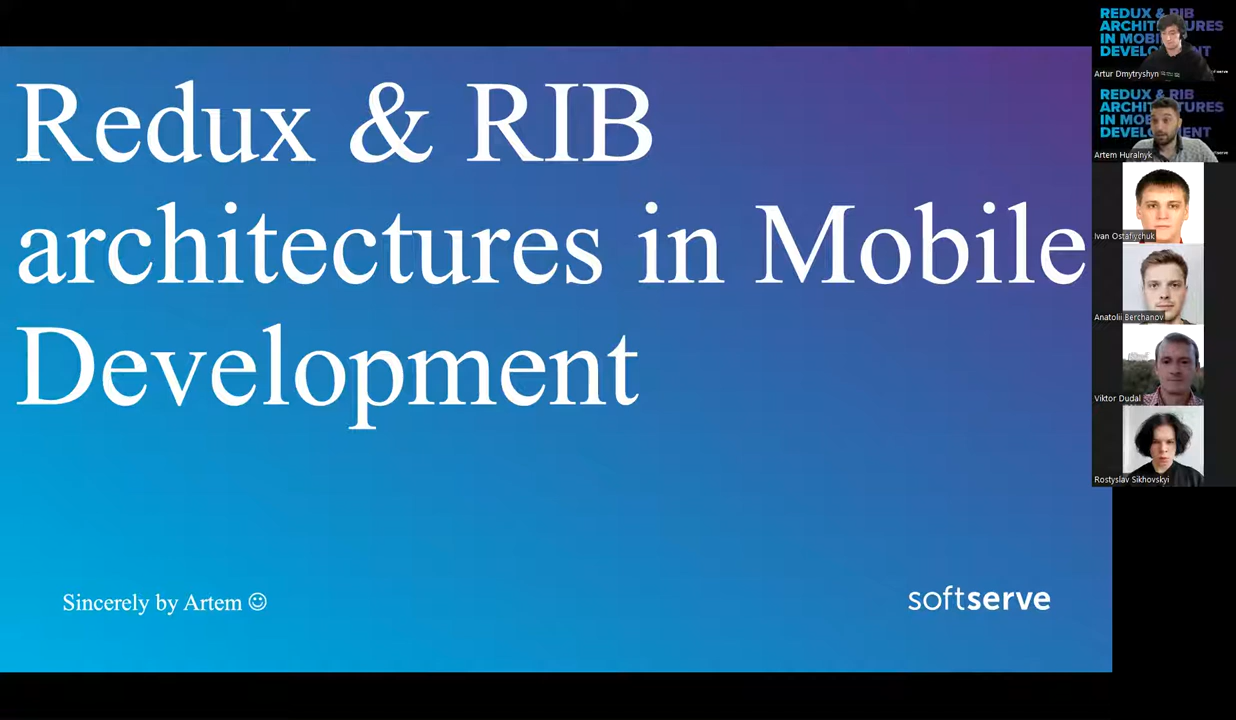 Redux & RIB
architectures in Mobile
Development
Sincerely by Artem ☺
softserve
REDUX & RIB
ARCHITECTURES
IN MOBILE
DEVELOPMENT
Artur Dmytryshyn
REDUX & RIB
ARCHITECTURES
IN MOBILE
DEVELOPMENT
Artem Huralnyk
Ivan Ostafiychuk
Anatolii Berchanov
Viktor Dudal
Rostyslav Sikhovskyi